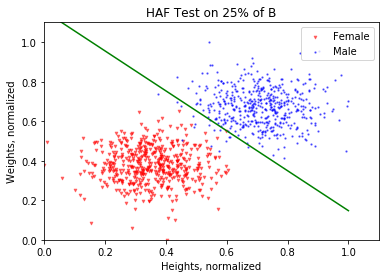 HAF Test on 25% of B
Female
Male
Weights, normalized
1.0
0.8
0.6
0.4
0.2
0.0
0.0
0.2
0.4
0.6
0.8
1.0
Heights, normalized